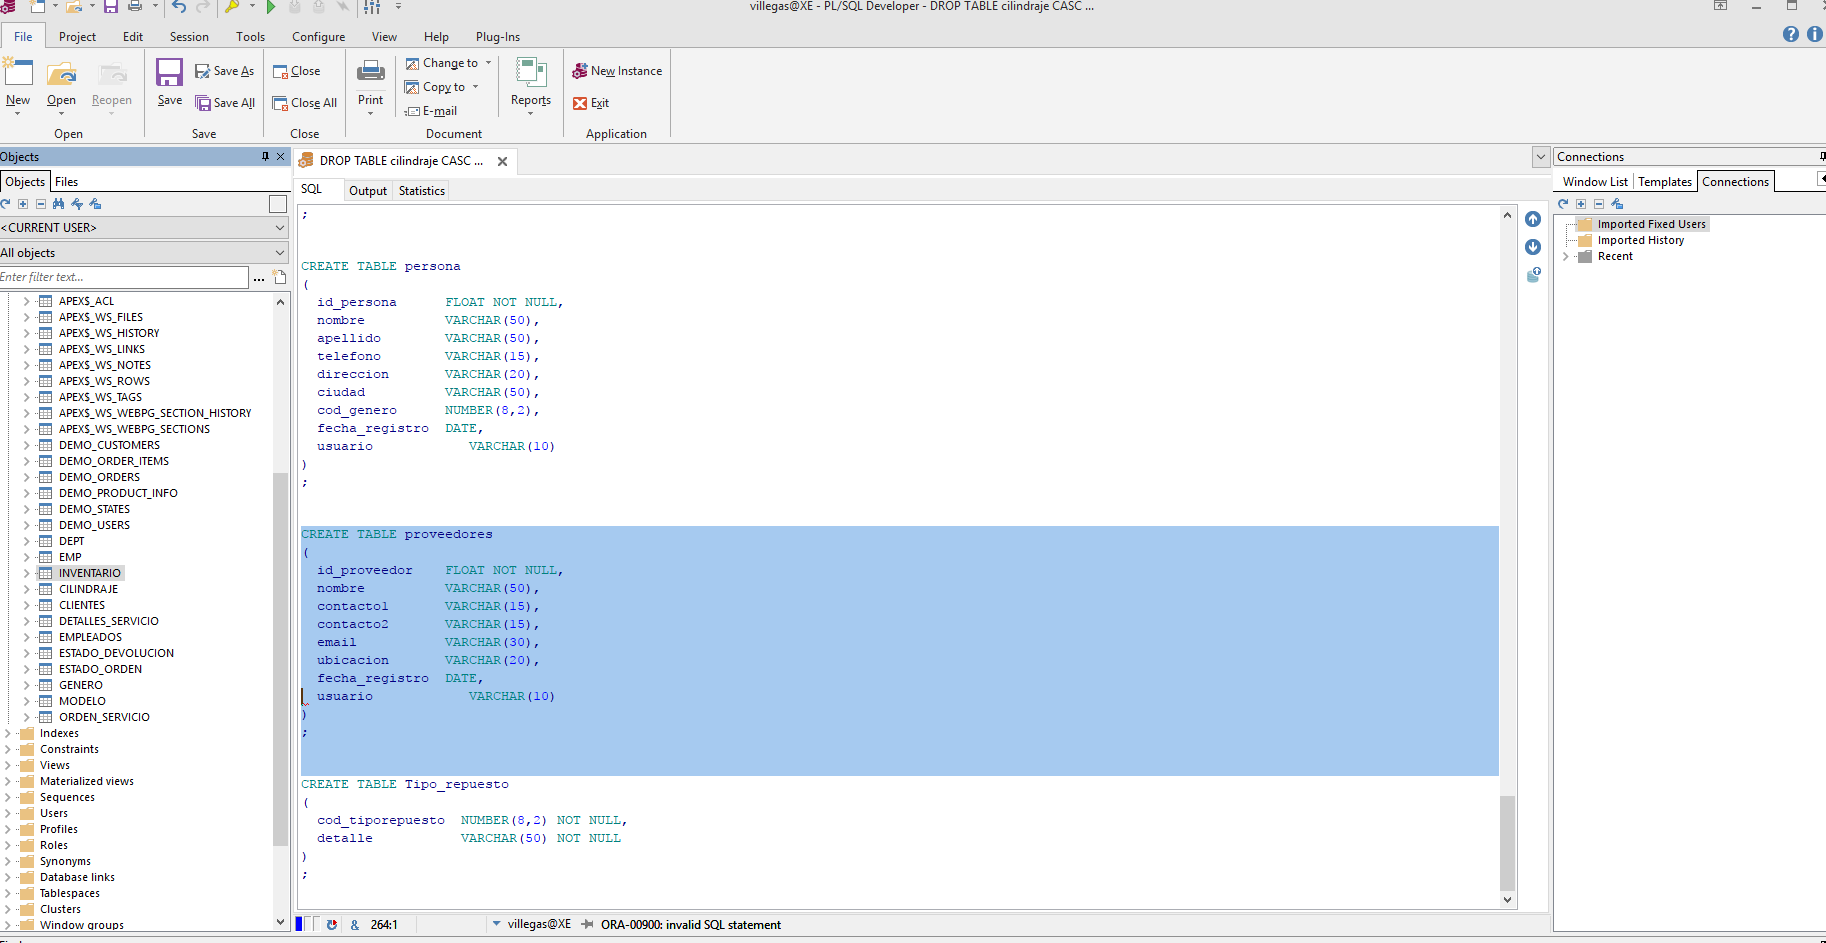 villegas@XE - PL/SQL Developer - DROP TABLE cilindraje CASC ...
File Project Edit Session Tools Configure View Help Plug-Ins
New Open Reopen Save Save As Save All Close Close All Print Change to Copy to E-mail Reports New Instance Exit
Open Save Close Document Application
Objects
Objects Files
<CURRENT USER>
All objects
Enter filter text...
APEX$_ACL
APEX$_WS_FILES
APEX$_WS_HISTORY
APEX$_WS_LINKS
APEX$_WS_NOTES
APEX$_WS_ROWS
APEX$_WS_TAGS
APEX$_WS_WEBPG_SECTION_HISTORY
APEX$_WS_WEBPG_SECTIONS
DEMO_CUSTOMERS
DEMO_ORDER_ITEMS
DEMO_ORDERS
DEMO_PRODUCT_INFO
DEMO_STATES
DEMO_USERS
DEPT
EMP
INVENTARIO
CILINDRAJE
CLIENTES
DETALLES_SERVICIO
EMPLEADOS
ESTADO_DEVOLUCION
ESTADO_ORDEN
GENERO
MODELO
ORDEN_SERVICIO
Indexes
Constraints
Views
Materialized views
Sequences
Users
Profiles
Roles
Synonyms
Database links
Tablespaces
Clusters
Window groups
DROP TABLE cilindraje CASC ...
SQL Output Statistics
;
CREATE TABLE persona
(
id_persona FLOAT NOT NULL,
nombre VARCHAR(50),
apellido VARCHAR(50),
telefono VARCHAR(15),
direccion VARCHAR(20),
ciudad VARCHAR(50),
cod_genero NUMBER(8,2),
fecha_registro DATE,
usuario VARCHAR(10)
)
;
CREATE TABLE proveedores
(
id_proveedor FLOAT NOT NULL,
nombre VARCHAR(50),
contacto1 VARCHAR(15),
contacto2 VARCHAR(15),
email VARCHAR(30),
ubicacion VARCHAR(20),
fecha_registro DATE,
usuario VARCHAR(10)
)
;
CREATE TABLE Tipo_repuesto
(
cod_tiporepuesto NUMBER(8,2) NOT NULL,
detalle VARCHAR(50) NOT NULL
)
;
& 264:1 villegas@XE ORA-00900: invalid SQL statement
Connections
Window List Templates Connections
Imported Fixed Users
Imported History
Recent